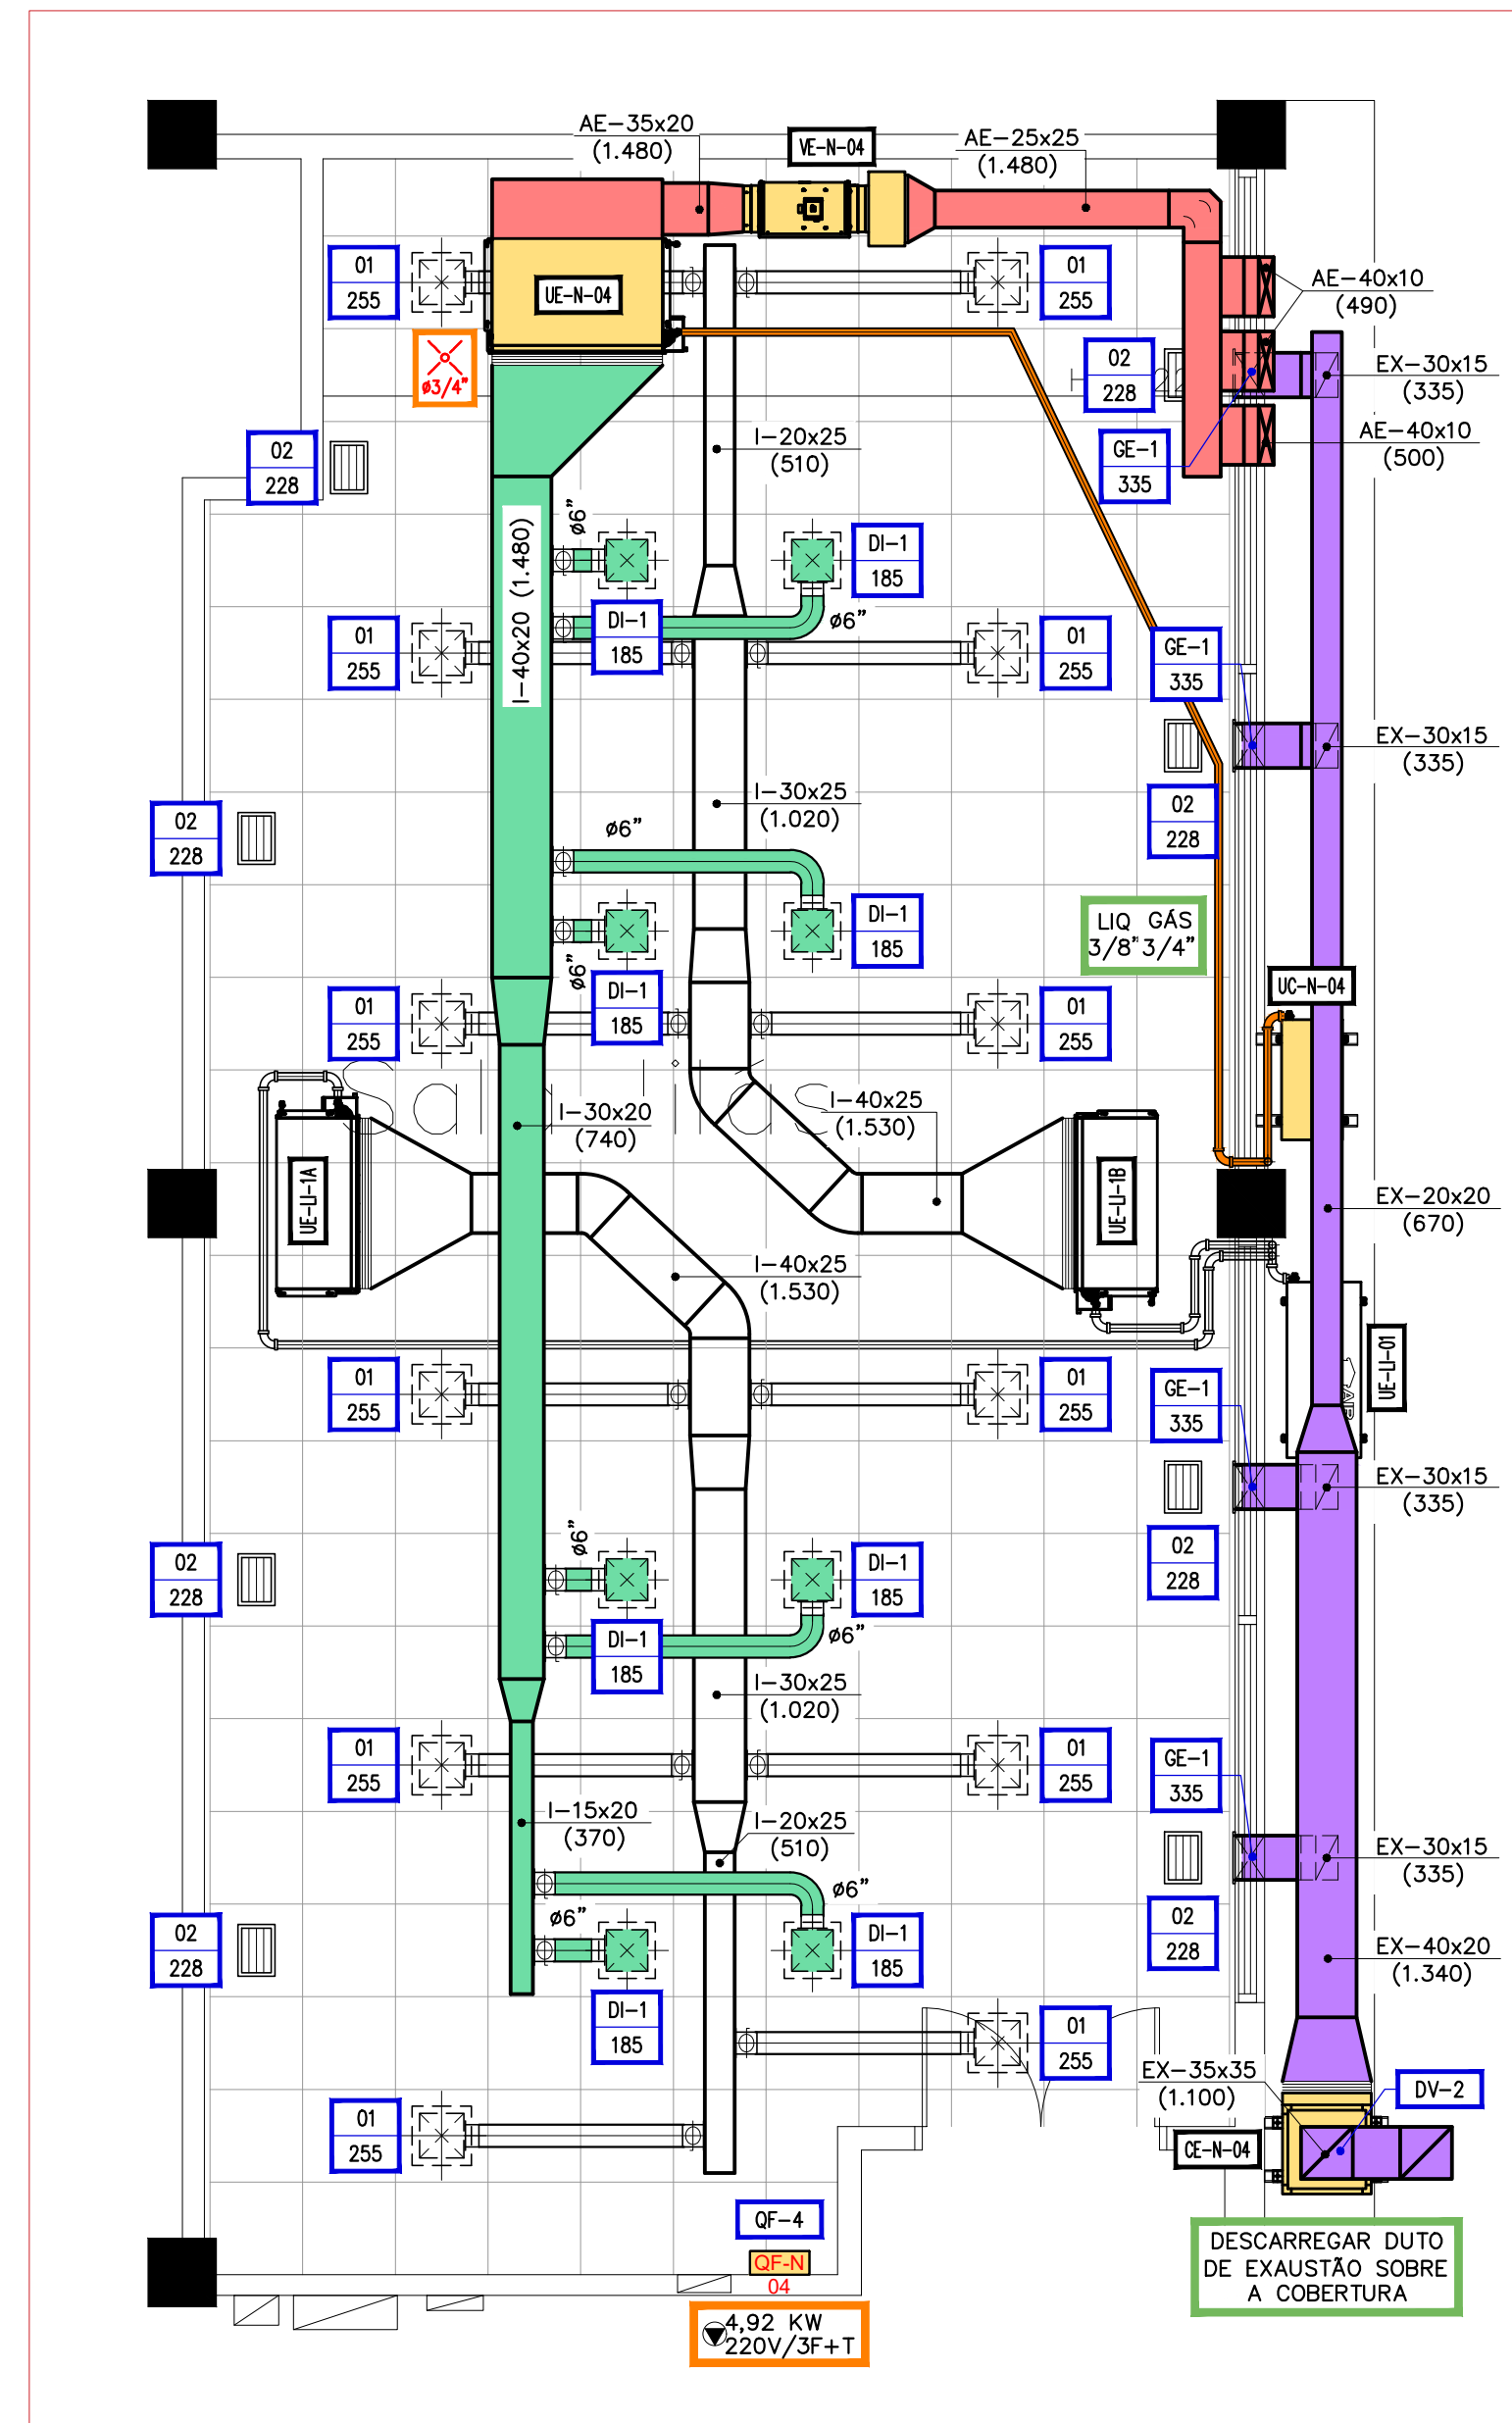 AE-35x20
(1.480)
VE-N-04
AE-25x25
(1.480)
01
255
UE-N-04
01
255
AE-40x10
(490)
ø3/4"
02
228
EX-30x15
(335)
02
228
I-20x25
(510)
GE-1
335
AE-40x10
(500)
I-40x20 (1.480)
ø6"
DI-1
185
01
255
DI-1
185
ø6"
01
255
GE-1
335
EX-30x15
(335)
02
228
ø6"
I-30x25
(1.020)
02
228
DI-1
185
LIQ GÁS
3/8" 3/4"
ø6"
01
255
DI-1
185
01
255
UC-N-04
I-30x20
(740)
I-40x25
(1.530)
UE-LI-1A
UE-LI-1B
EX-20x20
(670)
I-40x25
(1.530)
UE-LI-01
AIR
01
255
01
255
GE-1
335
EX-30x15
(335)
02
228
ø6"
DI-1
185
02
228
DI-1
185
ø6"
I-30x25
(1.020)
01
255
01
255
GE-1
335
I-15x20
(370)
I-20x25
(510)
EX-30x15
(335)
ø6"
ø6"
02
228
DI-1
185
02
228
EX-40x20
(1.340)
DI-1
185
01
255
EX-35x35
(1.100)
DV-2
01
255
CE-N-04
QF-4
QF-N
04
DESCARREGAR DUTO
DE EXAUSTÃO SOBRE
A COBERTURA
4,92 KW
220V/3F+T